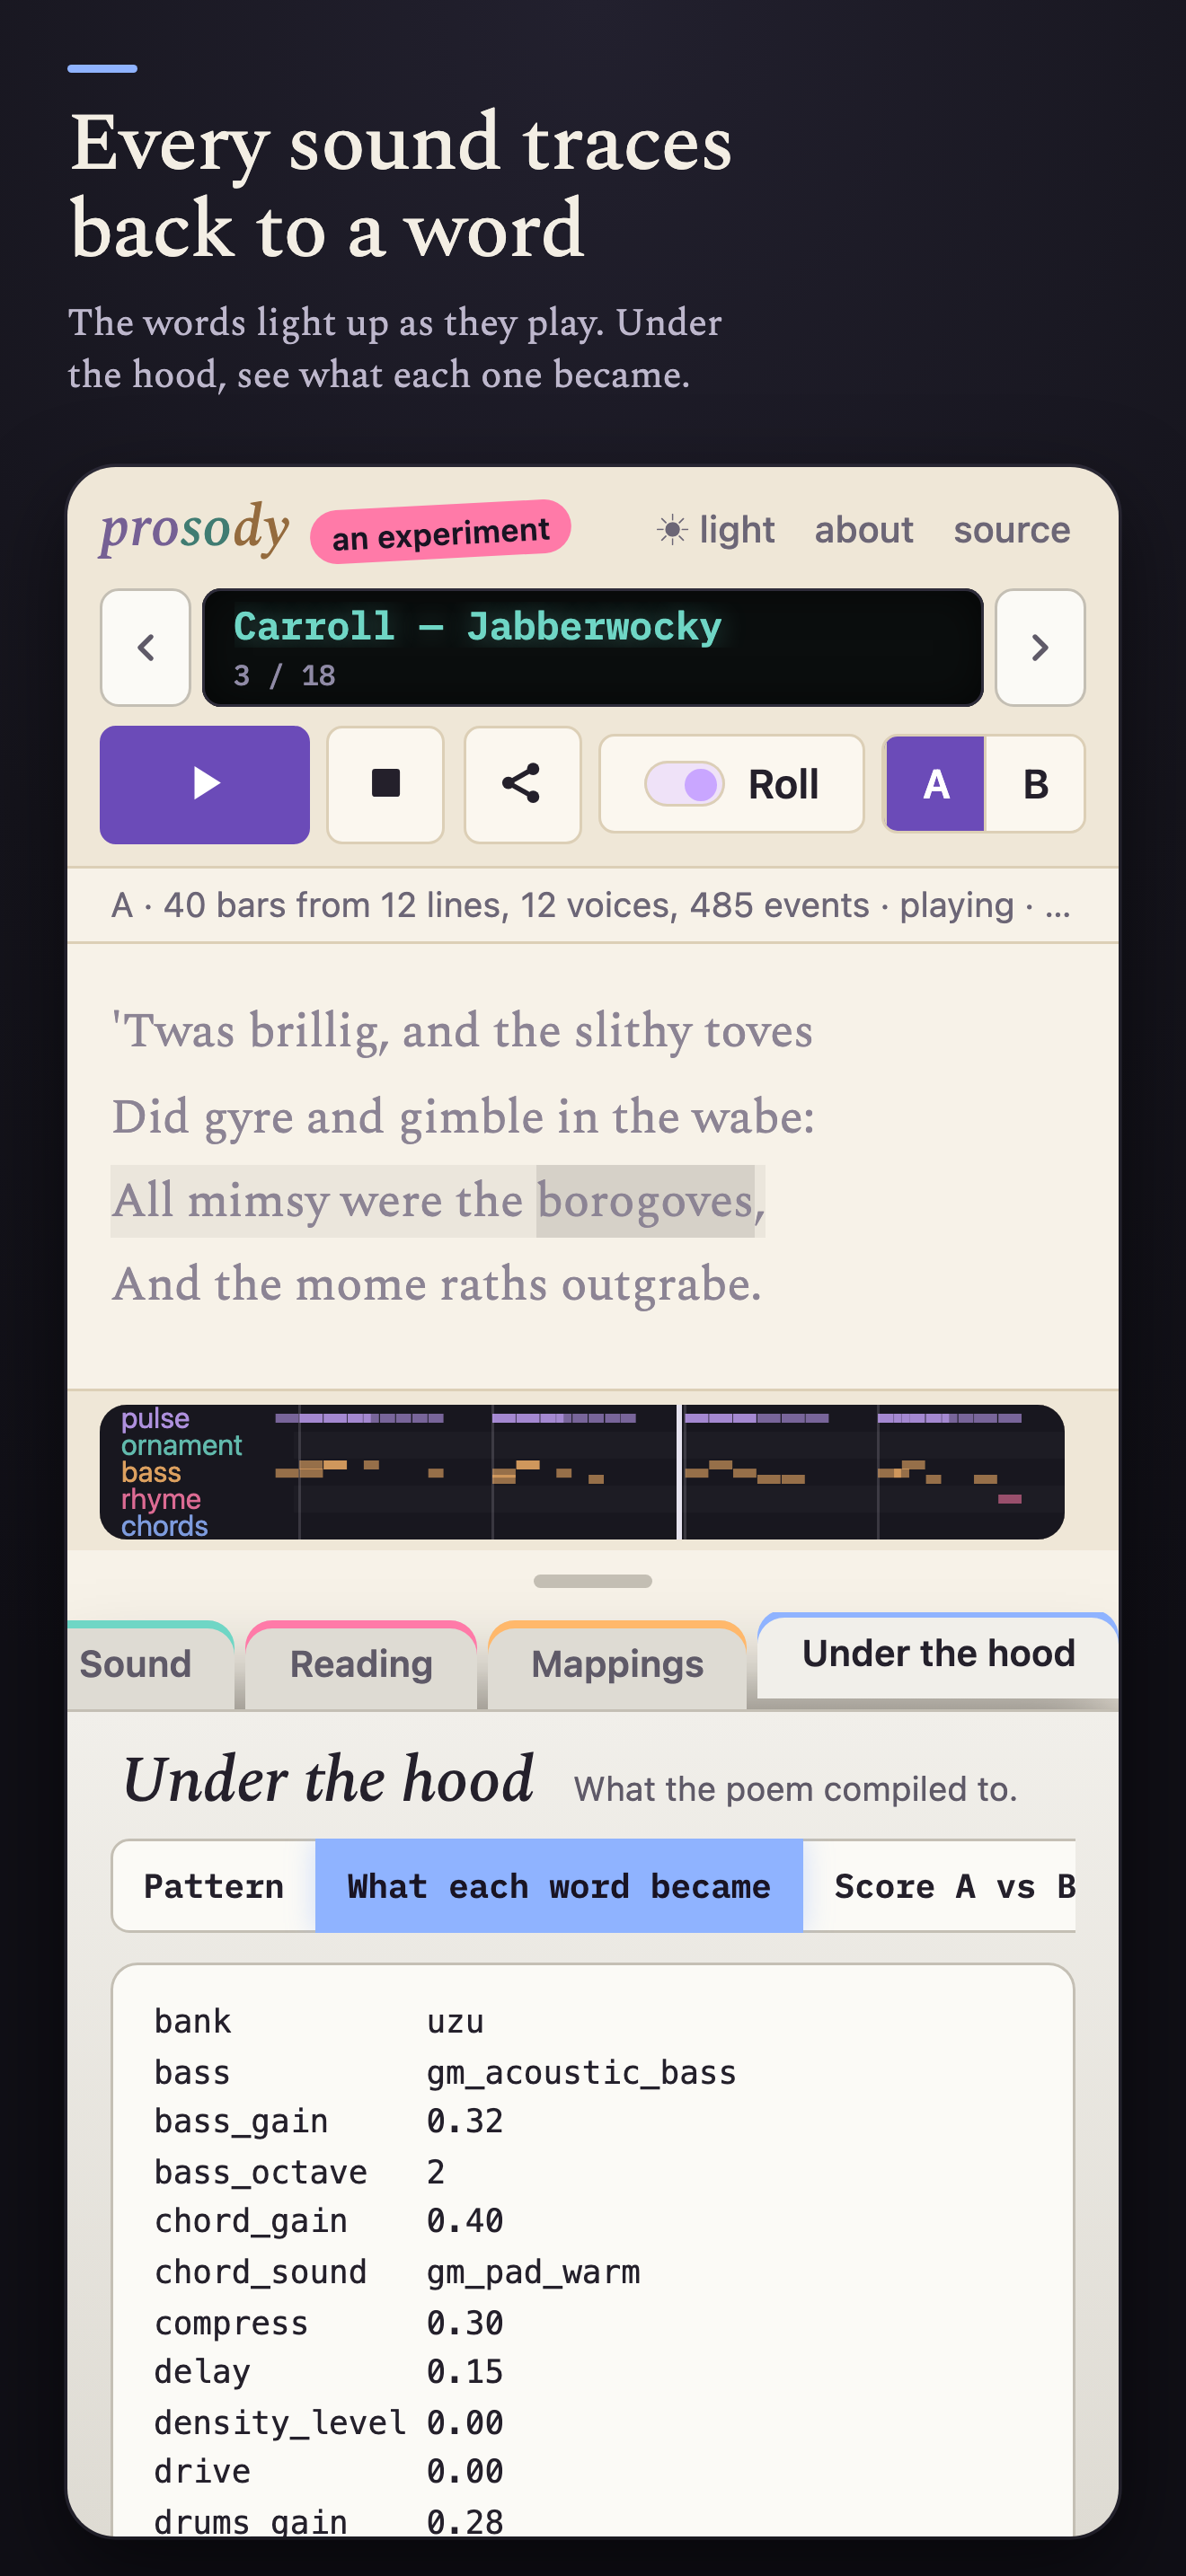 Every sound traces
back to a word
The words light up as they play. Under
the hood, see what each one became.
prosody an experiment light about source
Carroll — Jabberwocky
3 / 18
Roll A B
A · 40 bars from 12 lines, 12 voices, 485 events · playing · ...
'Twas brillig, and the slithy toves
Did gyre and gimble in the wabe:
All mimsy were the borogoves,
And the mome raths outgrabe.
pulse
ornament
bass
rhyme
chords
Sound Reading Mappings Under the hood
Under the hood What the poem compiled to.
Pattern What each word became Score A vs B
bank uzu
bass gm_acoustic_bass
bass_gain 0.32
bass_octave 2
chord_gain 0.40
chord_sound gm_pad_warm
compress 0.30
delay 0.15
density_level 0.00
drive 0.00
drums_gain 0.28